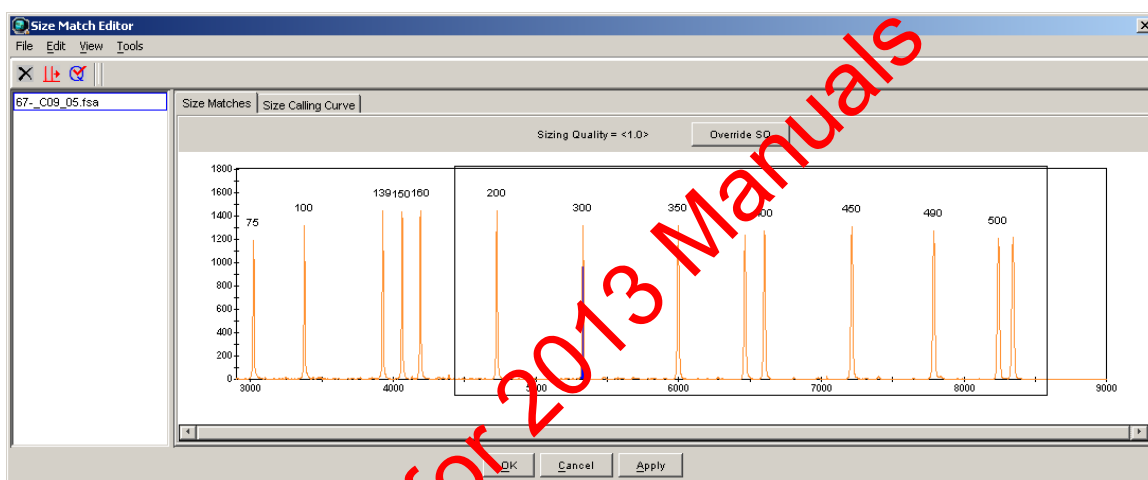 Size Match Editor
File Edit View Tools
67-_C09_05.fsa
Size Matches Size Calling Curve
Sizing Quality = <1.0> Override SQ
1800
1600
1400
1200
1000
800
600
400
200
0
75 100 139 150 160 200 300 350 450 490 500
3000 4000 6000 7000 8000 9000
OK Cancel Apply
for 2013 Manuals